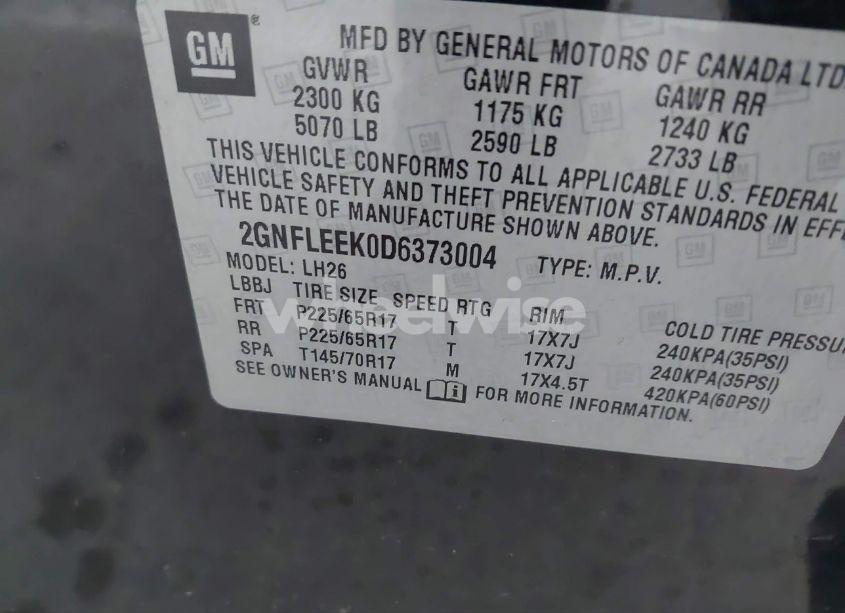 GM®
MFD BY GENERAL MOTORS OF CANADA LTD.
GVWR GAWR FRT GAWR RR
2300 KG 1175 KG 1240 KG
5070 LB 2590 LB 2733 LB
THIS VEHICLE CONFORMS TO ALL APPLICABLE U.S. FEDERAL
VEHICLE SAFETY AND THEFT PREVENTION STANDARDS IN EFFE
THE DATE OF MANUFACTURE SHOWN ABOVE.
2GNFLEEK0D6373004 TYPE: M.P.V.
MODEL: LH26
LBBJ TIRE SIZE SPEED RTG RIM COLD TIRE PRESSU
FRT P225/65R17 T 17X7J 240KPA(35PSI)
RR P225/65R17 T 17X7J 240KPA(35PSI)
SPA T145/70R17 M 17X4.5T 420KPA(60PSI)
SEE OWNER'S MANUAL FOR MORE INFORMATION.
wheelwise